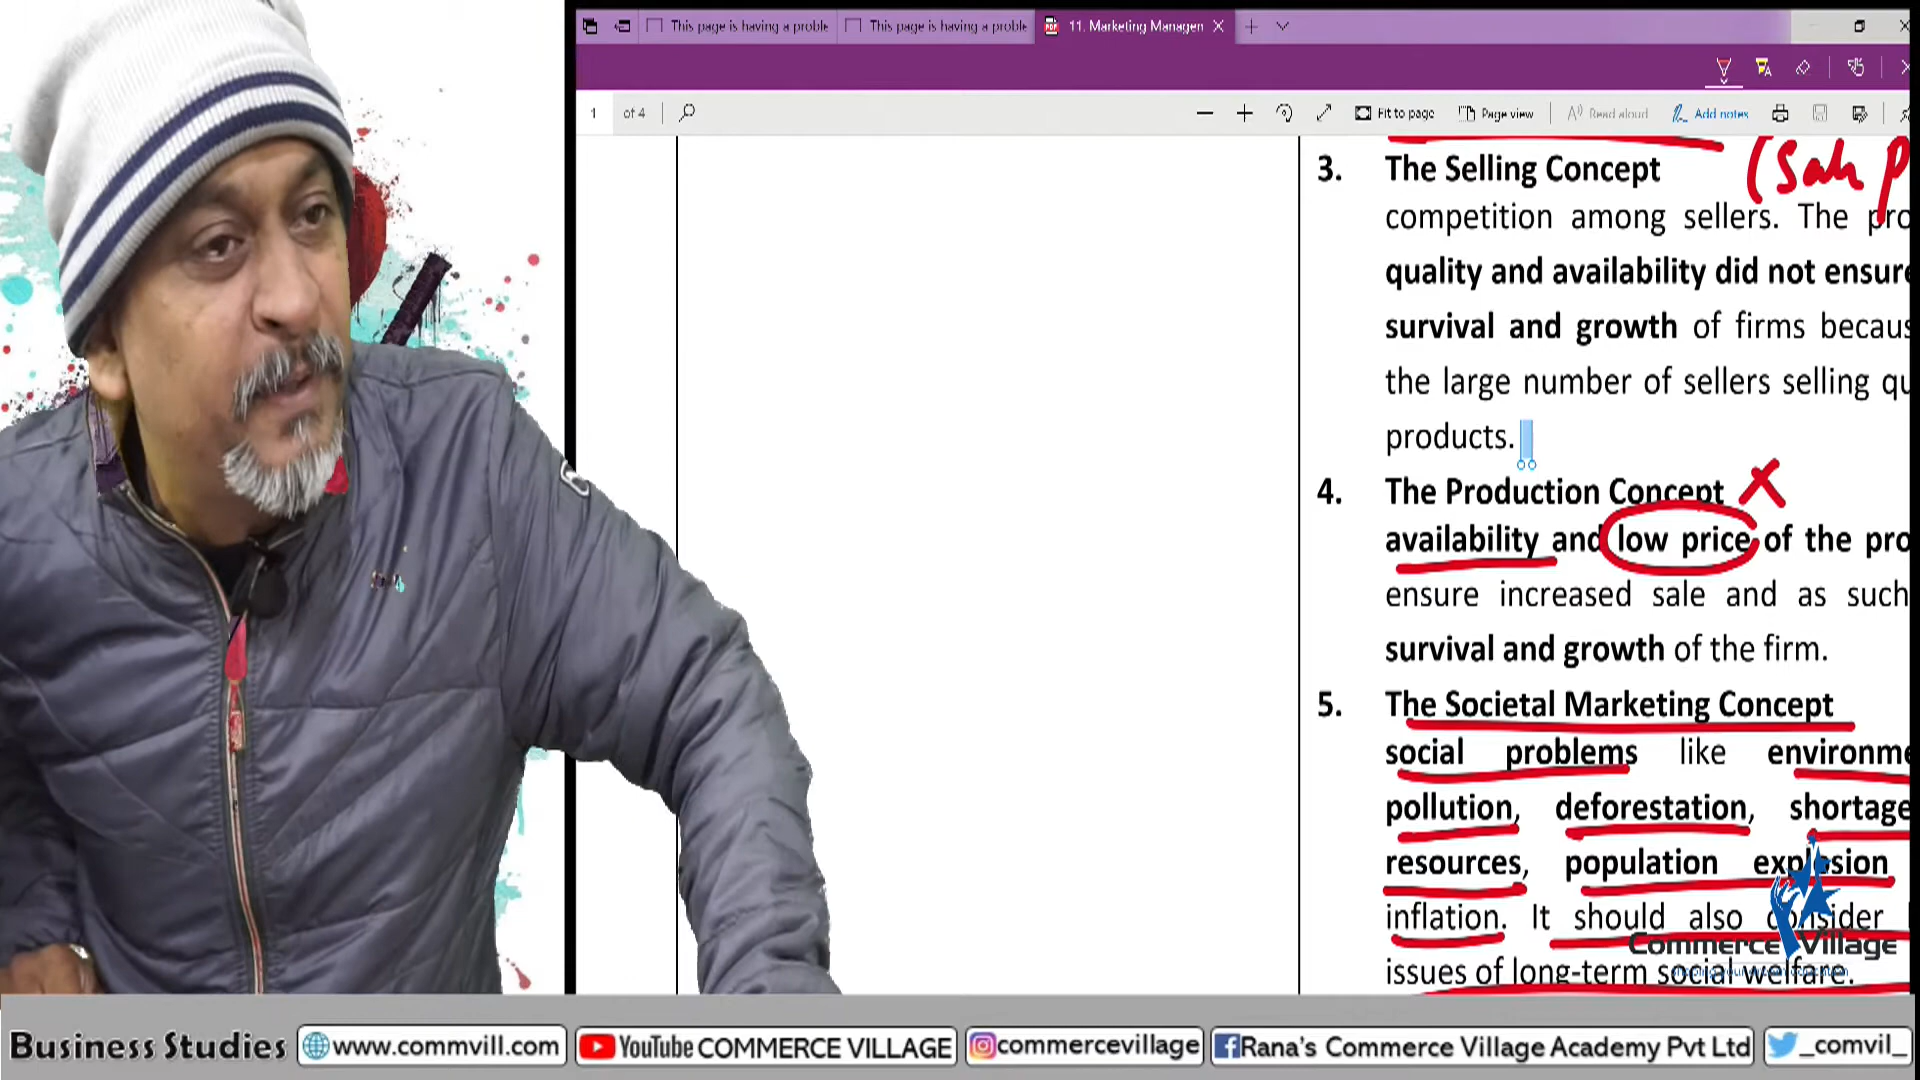 This page is having a proble
This page is having a proble
11. Marketing Managen
1 of 4
Fit to page
Page view
Read aloud
Add notes
3. The Selling Concept
(Sale p
competition among sellers. The pro
quality and availability did not ensure
survival and growth of firms becaus
the large number of sellers selling qu
products.
4. The Production Concept X
availability and low price of the pro
ensure increased sale and as such
survival and growth of the firm.
5. The Societal Marketing Concept
social problems like environme
pollution, deforestation, shortage
resources, population explosion
inflation. It should also consider
issues of long-term social welfare.
Commerce Village
Business Studies
www.commvill.com
YouTube COMMERCE VILLAGE
commercevillage
Rana's Commerce Village Academy Pvt Ltd
_comvil_